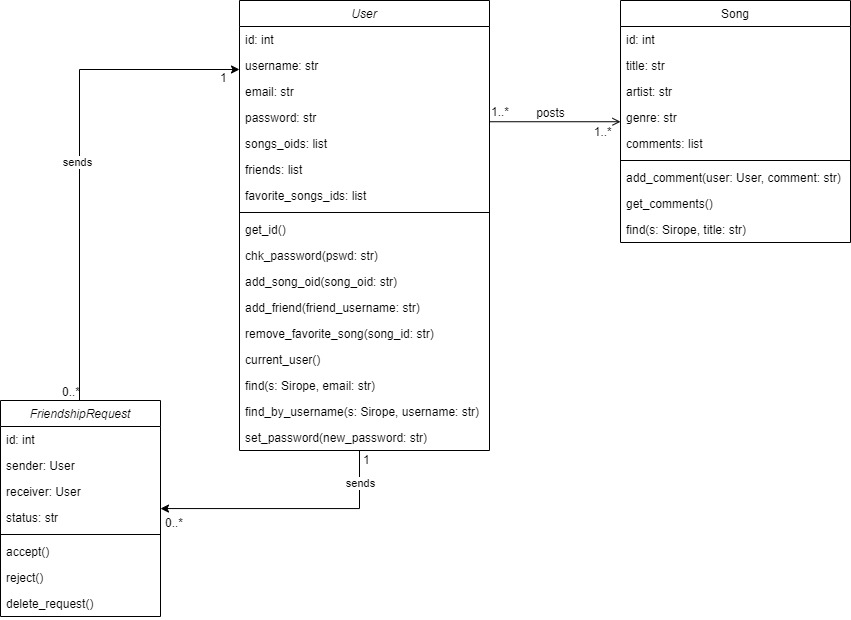 User
id: int
username: str
email: str
password: str
songs_oids: list
friends: list
favorite_songs_ids: list
get_id()
chk_password(pswd: str)
add_song_oid(song_oid: str)
add_friend(friend_username: str)
remove_favorite_song(song_id: str)
current_user()
find(s: Sirope, email: str)
find_by_username(s: Sirope, username: str)
set_password(new_password: str)
Song
id: int
title: str
artist: str
genre: str
comments: list
add_comment(user: User, comment: str)
get_comments()
find(s: Sirope, title: str)
1..*
posts
1..*
1
sends
0..*
FriendshipRequest
id: int
sender: User
receiver: User
status: str
accept()
reject()
delete_request()
1
sends
0..*